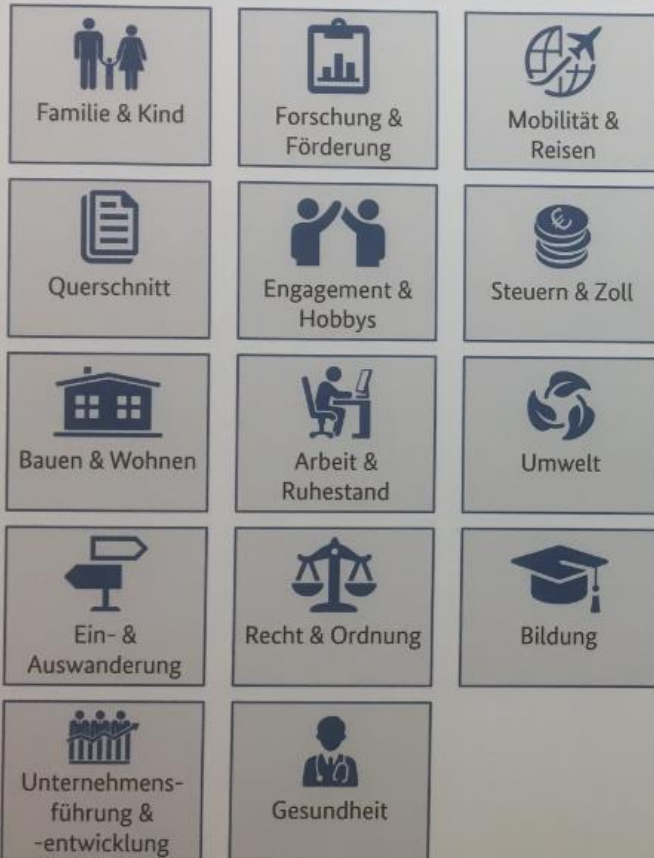 Familie & Kind
Forschung &
Förderung
Mobilität &
Reisen
Querschnitt
Engagement &
Hobbys
€
Steuern & Zoll
Bauen & Wohnen
Arbeit &
Ruhestand
Umwelt
Ein- &
Auswanderung
Recht & Ordnung
Bildung
Unternehmens-
führung &
-entwicklung
Gesundheit